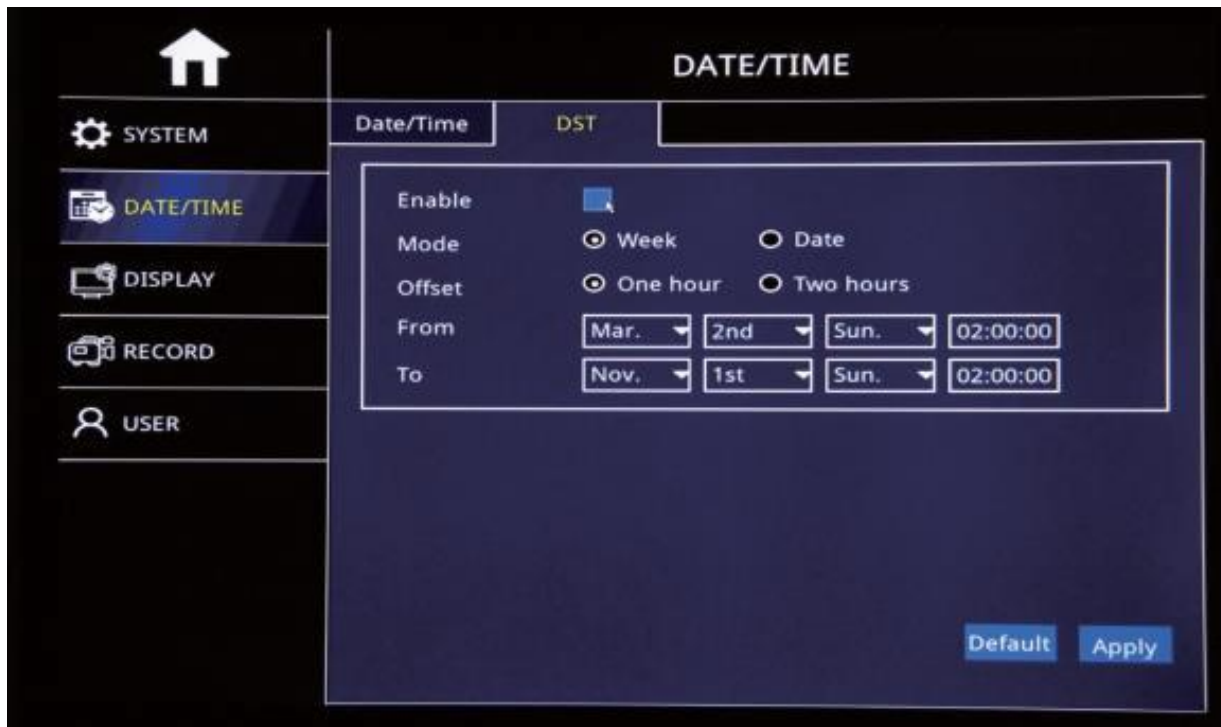 DATE/TIME
SYSTEM
DATE/TIME
DISPLAY
RECORD
USER
Date/Time DST
Enable
Mode Week Date
Offset One hour Two hours
From Mar. 2nd Sun. 02:00:00
To Nov. 1st Sun. 02:00:00
Default Apply